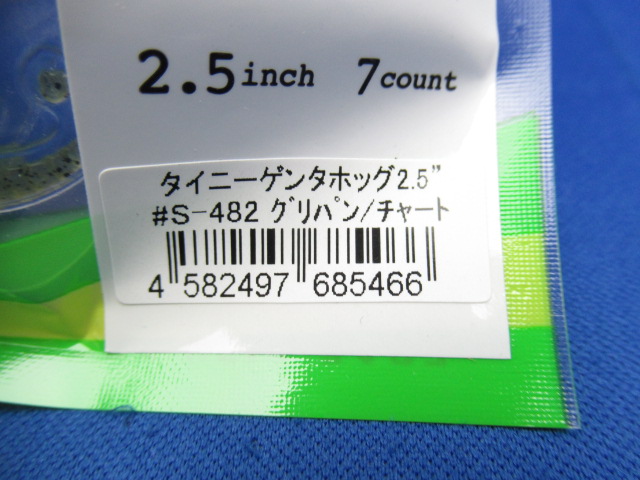 2.5inch 7count
タイニーゲンタホッグ2.5"
#S-482 グリパン/チャート
4 582497 685466